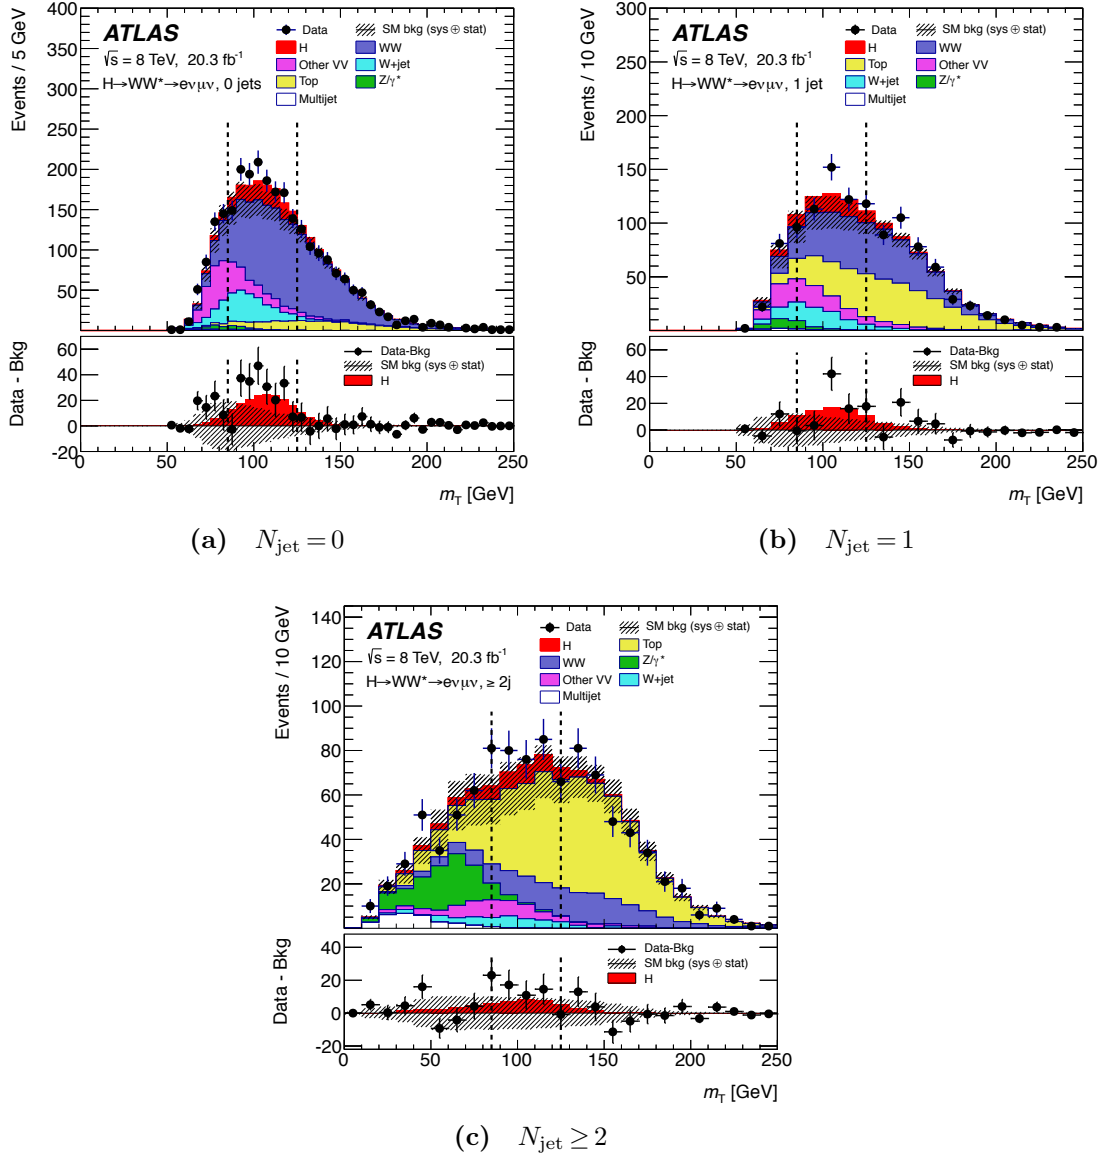 Events / 5 GeV
400
350
300
250
200
150
100
50
ATLAS
√s = 8 TeV, 20.3 fb⁻¹
H→WW*→eνμν, 0 jets
Data
SM bkg (sys ⊕ stat)
H
WW
Other VV
W+jet
Top
Z/γ*
Multijet
Data - Bkg
60
40
20
0
-20
Data-Bkg
SM bkg (sys ⊕ stat)
H
0 50 100 150 200 250
m_T [GeV]
(a) N_jet = 0
Events / 10 GeV
300
250
200
150
100
50
ATLAS
√s = 8 TeV, 20.3 fb⁻¹
H→WW*→eνμν, 1 jet
Data
SM bkg (sys ⊕ stat)
H
WW
Top
Other VV
W+jet
Z/γ*
Multijet
Data - Bkg
60
40
20
0
Data-Bkg
SM bkg (sys ⊕ stat)
H
0 50 100 150 200 250
m_T [GeV]
(b) N_jet = 1
Events / 10 GeV
140
120
100
80
60
40
20
ATLAS
√s = 8 TeV, 20.3 fb⁻¹
H→WW*→eνμν, ≥ 2j
Data
SM bkg (sys ⊕ stat)
H
Top
WW
Z/γ*
Other VV
W+jet
Multijet
Data - Bkg
40
20
0
-20
Data-Bkg
SM bkg (sys ⊕ stat)
H
0 50 100 150 200 250
m_T [GeV]
(c) N_jet ≥ 2